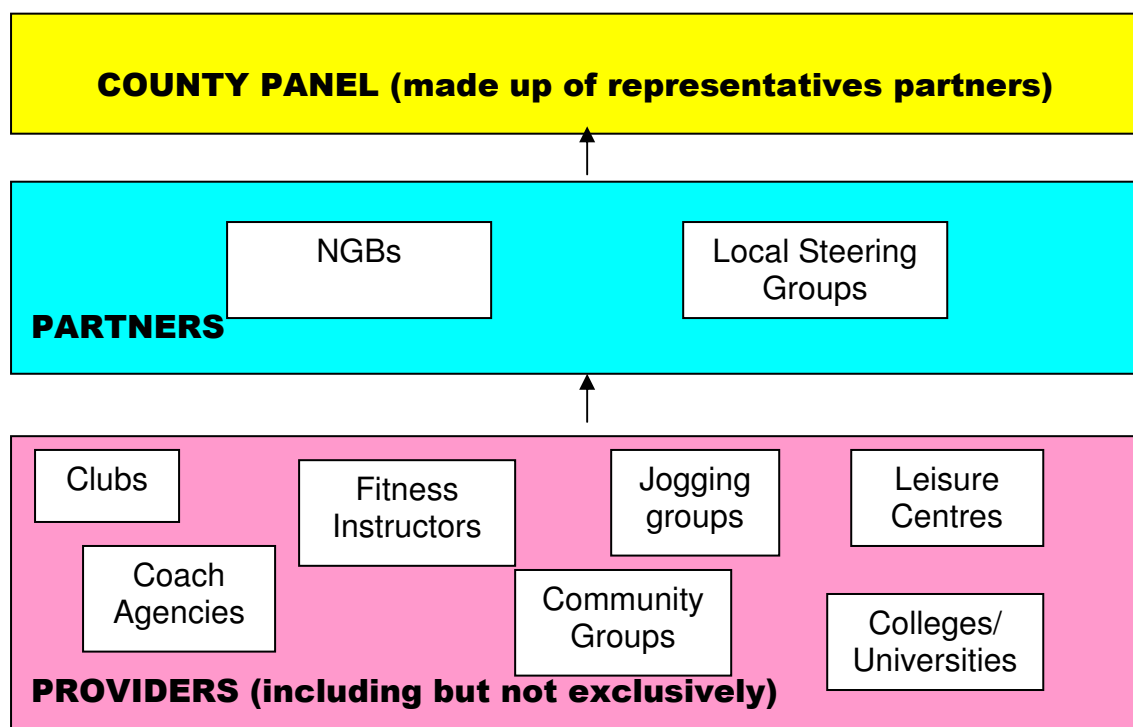 COUNTY PANEL (made up of representatives partners)
NGBs
Local Steering
Groups
PARTNERS
Clubs
Fitness
Instructors
Jogging
groups
Leisure
Centres
Coach
Agencies
Community
Groups
Colleges/
Universities
PROVIDERS (including but not exclusively)